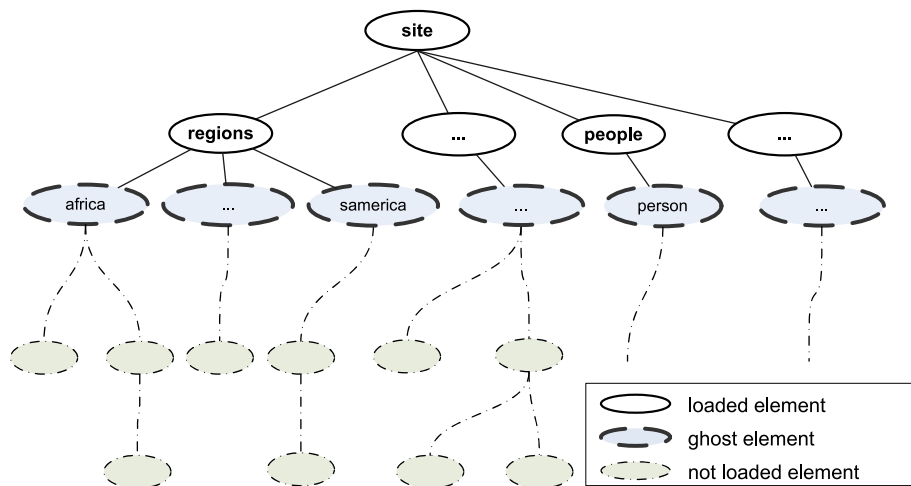 site
regions
...
people
...
africa
...
samerica
...
person
...
loaded element
ghost element
not loaded element